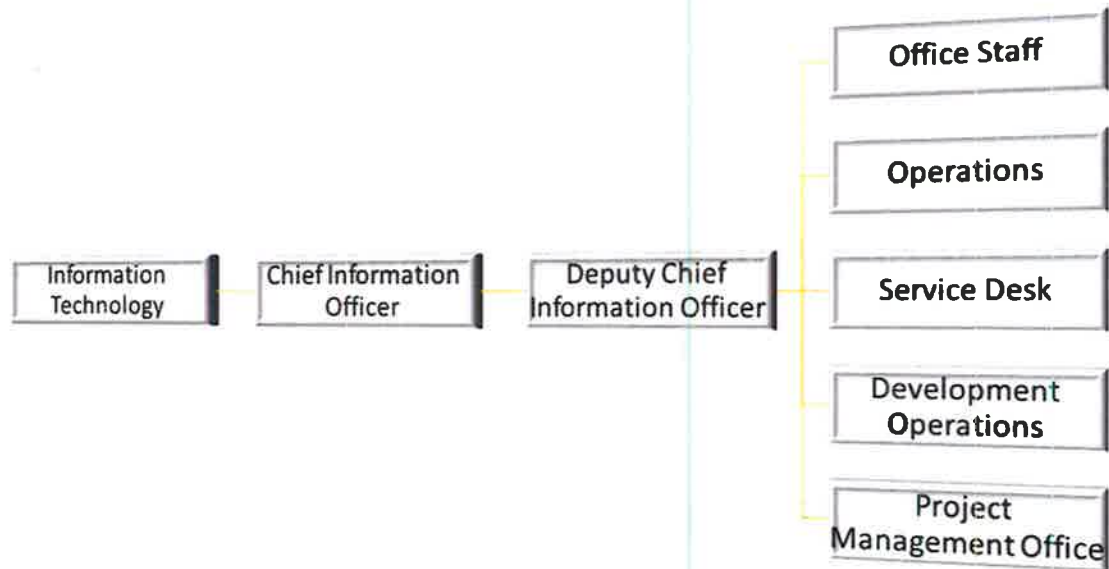 Information
Technology
Chief Information
Officer
Deputy Chief
Information Officer
Office Staff
Operations
Service Desk
Development
Operations
Project
Management Office